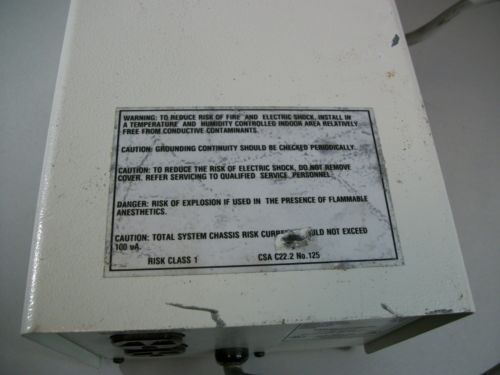 WARNING: TO REDUCE RISK OF FIRE AND ELECTRIC SHOCK, INSTALL IN
A TEMPERATURE AND HUMIDITY CONTROLLED INDOOR AREA RELATIVELY
FREE FROM CONDUCTIVE CONTAMINANTS.
CAUTION: GROUNDING CONTINUITY SHOULD BE CHECKED PERIODICALLY.
CAUTION: TO REDUCE THE RISK OF ELECTRIC SHOCK, DO NOT REMOVE
COVER. REFER SERVICING TO QUALIFIED SERVICE PERSONNEL.
DANGER: RISK OF EXPLOSION IF USED IN THE PRESENCE OF FLAMMABLE
ANESTHETICS.
CAUTION: TOTAL SYSTEM CHASSIS RISK NOT EXCEED
100 uA.
RISK CLASS 1 CSA C22.2 No.125